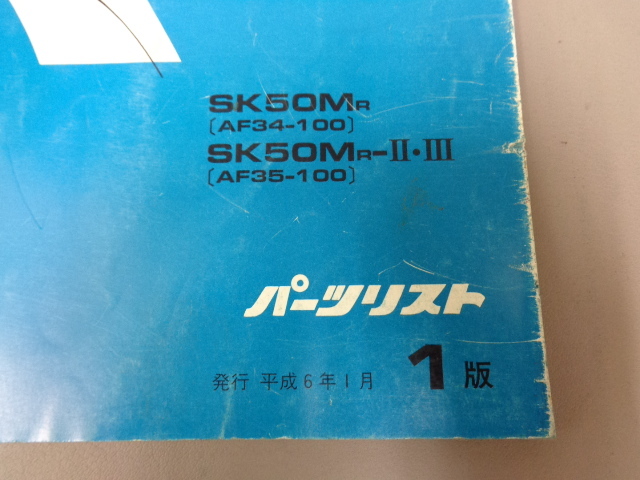 SK50MR
〔AF34-100〕
SK50MR-II・III
〔AF35-100〕
パーツリスト
発行 平成6年1月 1版